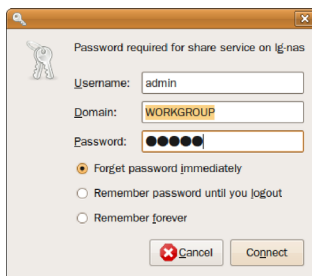 Password required for share service on lg-nas
Username: admin
Domain: WORKGROUP
Password: ●●●●●
Forget password immediately
Remember password until you logout
Remember forever
Cancel Connect